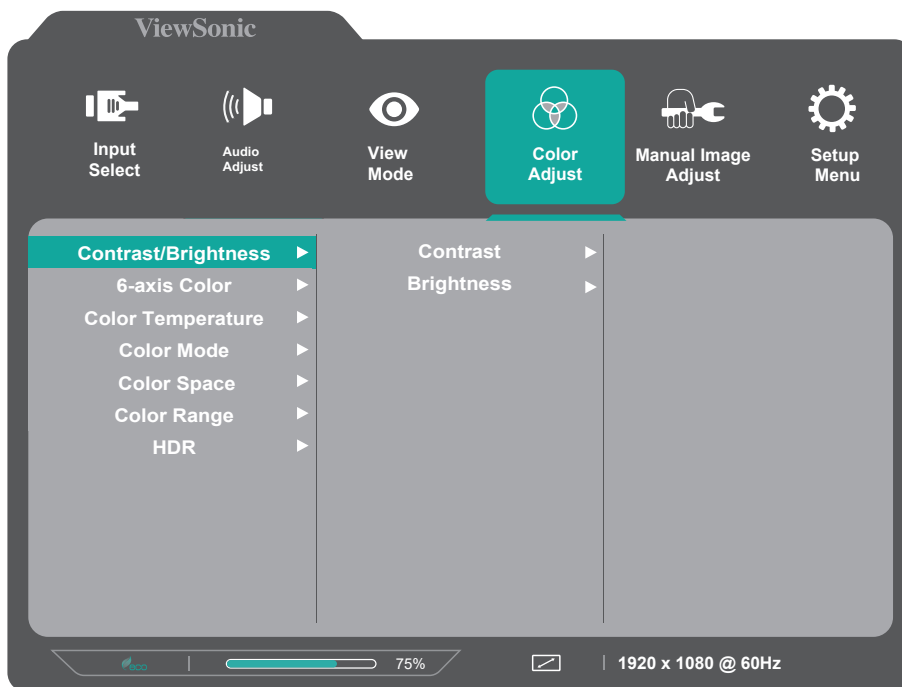 ViewSonic
Input
Select
Audio
Adjust
View
Mode
Color
Adjust
Manual Image
Adjust
Setup
Menu
Contrast/Brightness
6-axis Color
Color Temperature
Color Mode
Color Space
Color Range
HDR
Contrast
Brightness
eco
75%
1920 x 1080 @ 60Hz